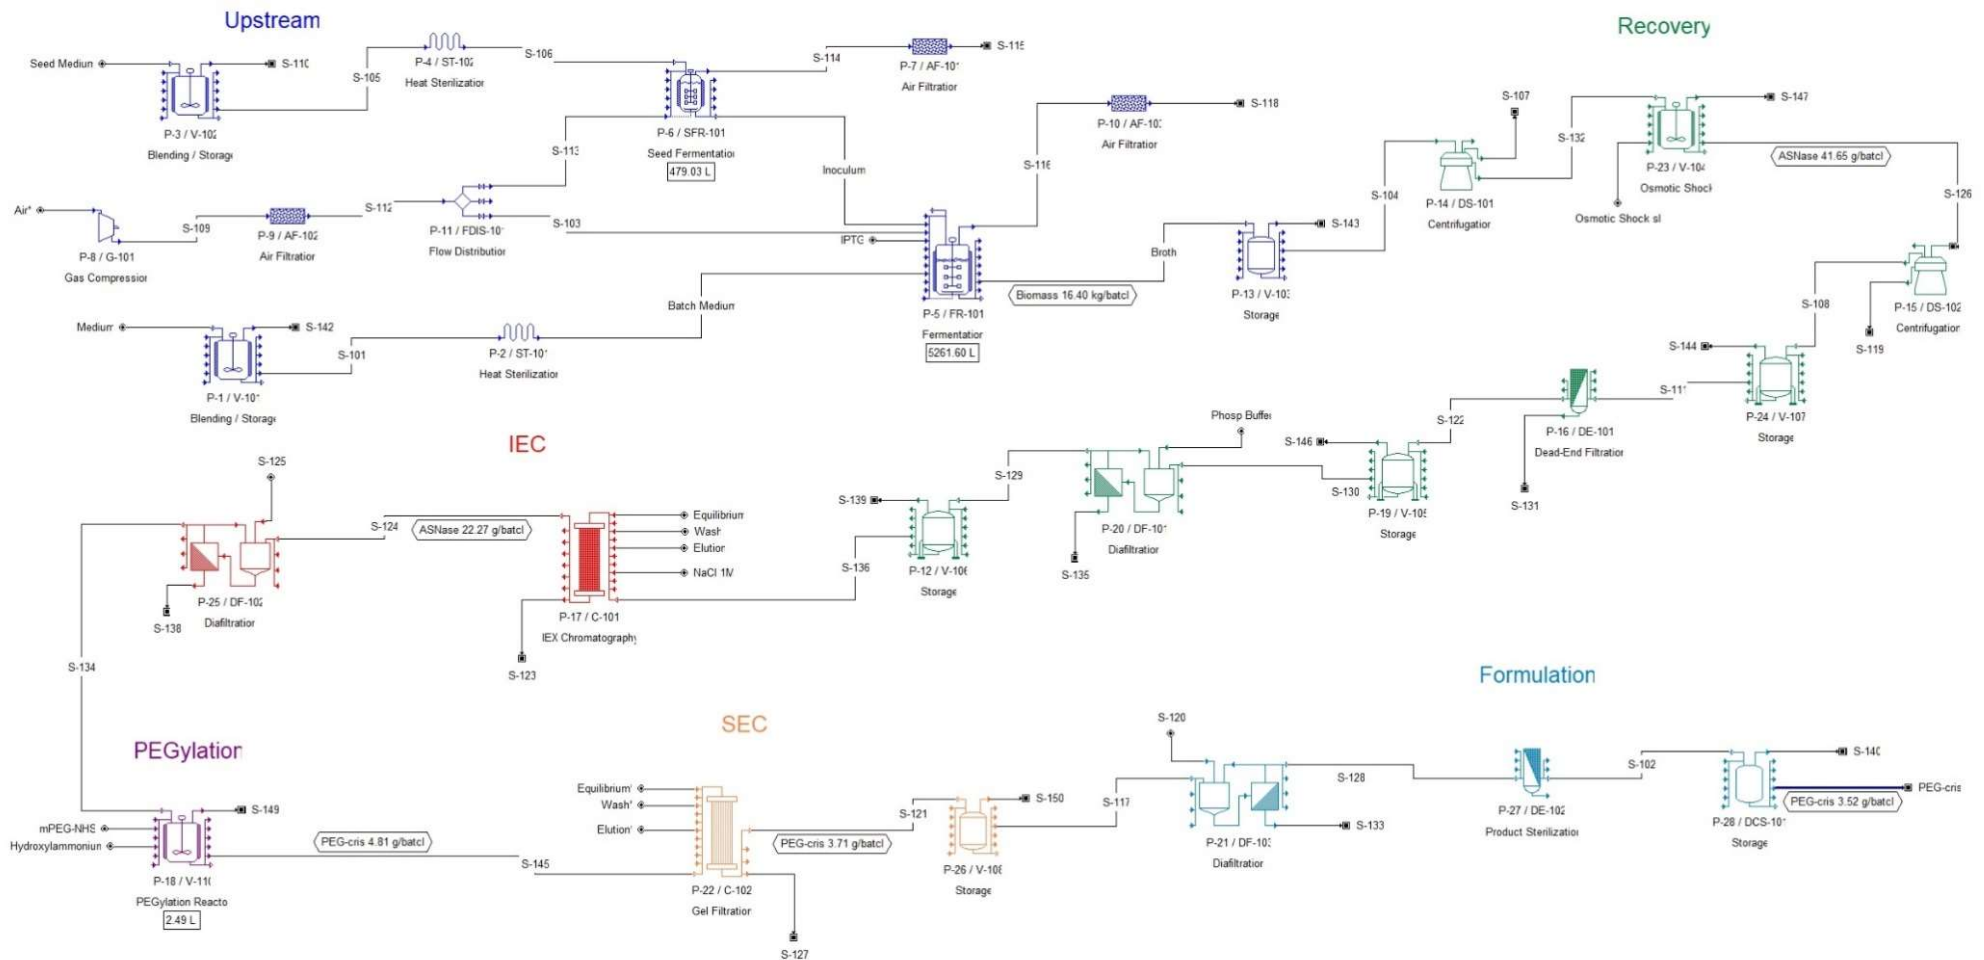 Upstream
Recovery
Seed Medium
S-110
P-3 / V-102
Blending / Storage
S-105
P-4 / ST-102
Heat Sterilization
S-106
P-6 / SFR-101
Seed Fermentation
479.03 L
S-114
P-7 / AF-101
Air Filtration
S-115
S-113
Inoculum
P-10 / AF-103
Air Filtration
S-118
S-116
Air*
P-8 / G-101
Gas Compression
S-109
P-9 / AF-102
Air Filtration
S-112
P-11 / FDIS-101
Flow Distribution
S-103
IPTG
P-5 / FR-101
Fermentation
5261.60 L
Biomass 16.40 kg/batcl
Broth
S-143
P-13 / V-103
Storage
Medium
S-142
P-1 / V-101
Blending / Storage
S-101
P-2 / ST-101
Heat Sterilization
Batch Medium
S-104
P-14 / DS-101
Centrifugation
S-107
S-132
S-147
P-23 / V-104
Osmotic Shock
Osmotic Shock sl
ASNase 41.65 g/batcl
S-126
P-15 / DS-102
Centrifugation
S-119
S-108
S-144
P-24 / V-107
Storage
S-111
P-16 / DE-101
Dead-End Filtration
S-131
S-122
S-146
P-19 / V-105
Storage
S-130
Phosp Buffer
P-20 / DF-101
Diafiltration
S-135
S-129
S-139
P-12 / V-106
Storage
S-136
IEC
Equilibrium
Wash
Elution
NaCl 1M
P-17 / C-101
IEX Chromatography
S-123
ASNase 22.27 g/batcl
S-124
S-125
P-25 / DF-102
Diafiltration
S-138
S-134
PEGylation
S-149
mPEG-NHS
Hydroxylammonium
P-18 / V-110
PEGylation Reacto
2.49 L
PEG-cris 4.81 g/batcl
S-145
SEC
Equilibrium'
Wash'
Elution'
P-22 / C-102
Gel Filtration
S-127
PEG-cris 3.71 g/batcl
S-121
S-150
P-26 / V-108
Storage
S-117
Formulation
S-120
P-21 / DF-103
Diafiltration
S-133
S-128
P-27 / DE-102
Product Sterilization
S-102
S-140
P-28 / DCS-101
Storage
PEG-cris
PEG-cris 3.52 g/batcl